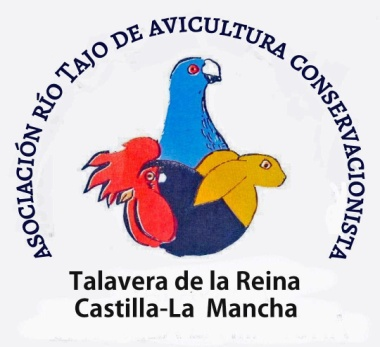 ASOCIACIÓN RÍO TAJO DE AVICULTURA CONSERVACIONISTA
Talavera de la Reina
Castilla-La Mancha